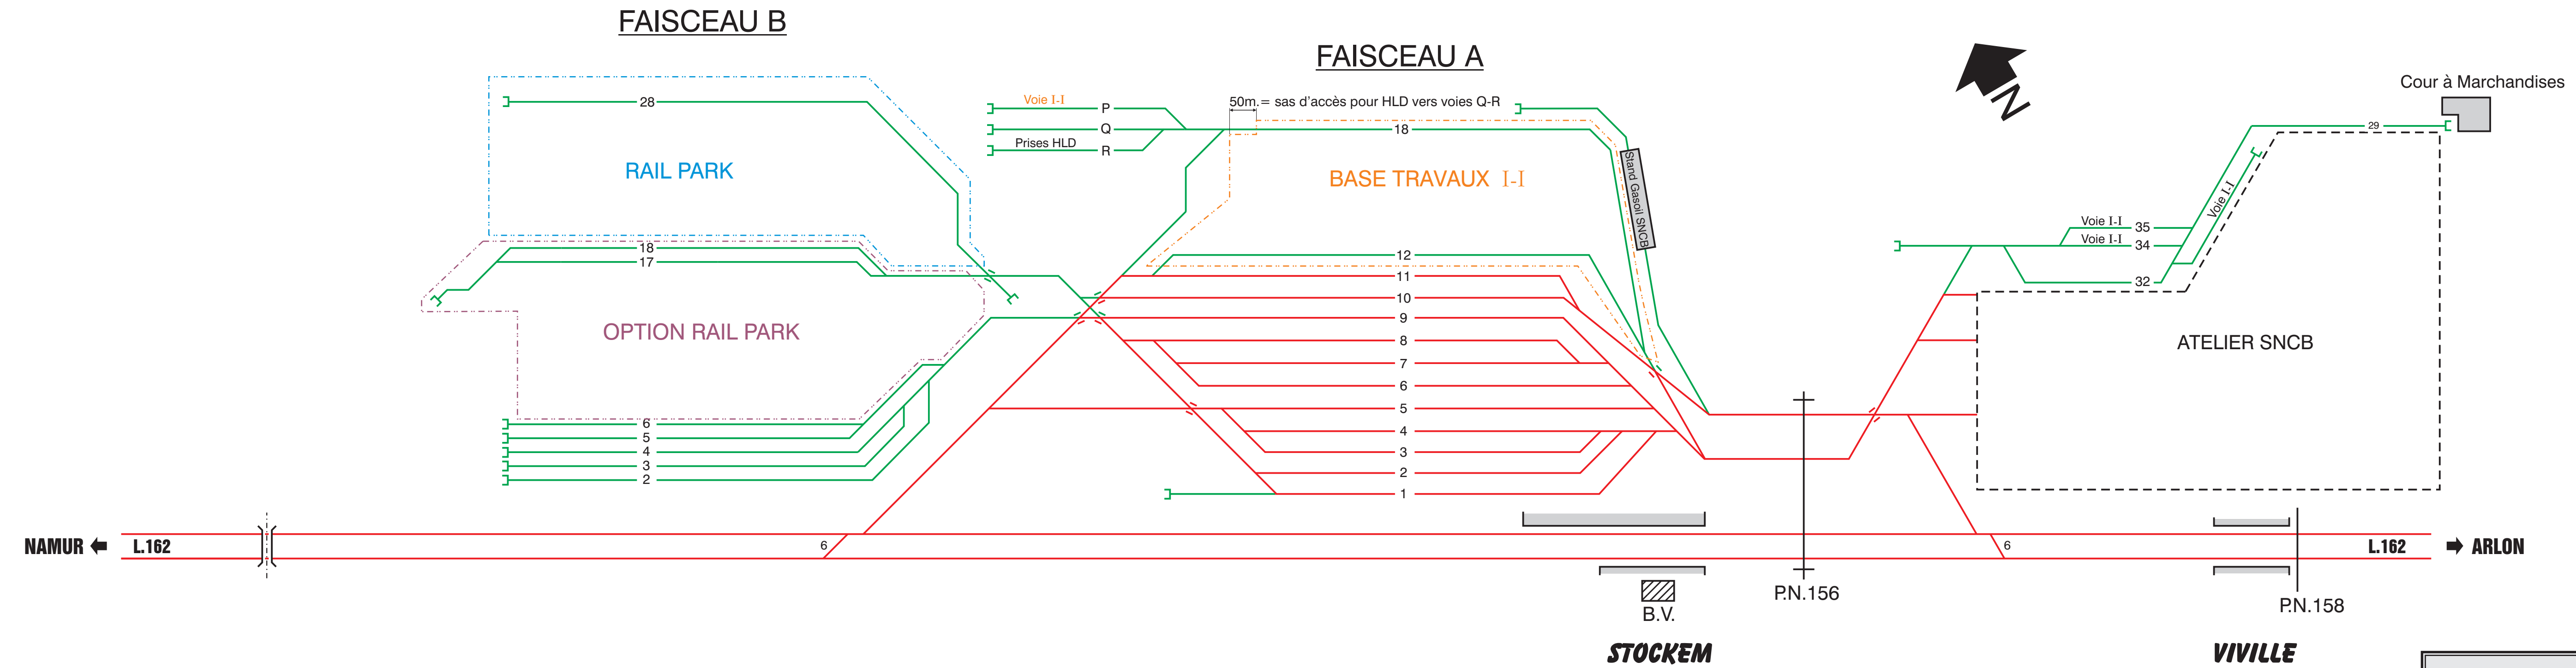 FAISCEAU B
FAISCEAU A
Cour à Marchandises
28
Voie I-I
P
50m.= sas d'accès pour HLD vers voies Q-R
Q
18
29
Prises HLD
R
N
RAIL PARK
BASE TRAVAUX I-I
Stand Gasoil SNCB
Voie I-I
Voie I-I
35
Voie I-I
34
32
18
17
12
11
10
9
8
7
6
5
4
3
2
1
OPTION RAIL PARK
ATELIER SNCB
6
5
4
3
2
NAMUR
L.162
6
6
L.162
ARLON
B.V.
P.N.156
P.N.158
STOCKEM
VIVILLE